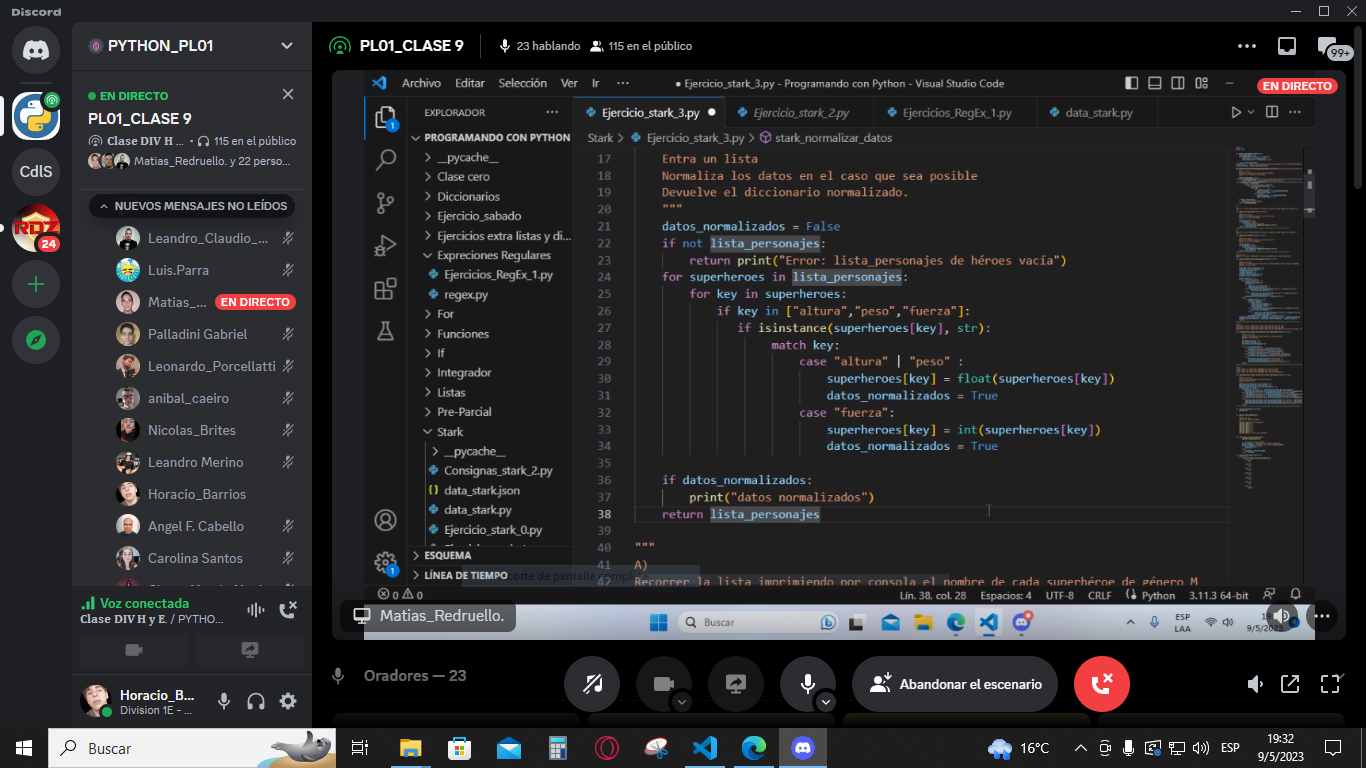 Discord
PYTHON_PL01
PL01_CLASE 9
23 hablando
115 en el público
99+
EN DIRECTO
PL01_CLASE 9
Clase DIV H ...
115 en el público
Matias_Redruello. y 22 perso...
NUEVOS MENSAJES NO LEÍDOS
CdlS
RDZ
24
Leandro_Claudio_...
Luis.Parra
Matias_...
EN DIRECTO
Palladini Gabriel
Leonardo_Porcellatti
anibal_caeiro
Nicolas_Brites
Leandro Merino
Horacio_Barrios
Angel F. Cabello
Carolina Santos
Voz conectada
Clase DIV H y E. / PYTHO...
Horacio_B...
Division 1E - ...
Archivo Editar Selección Ver Ir ···
● Ejercicio_stark_3.py - Programando con Python - Visual Studio Code
EN DIRECTO
EXPLORADOR
Ejercicio_stark_3.py
Ejercicio_stark_2.py
Ejercicios_RegEx_1.py
data_stark.py
PROGRAMANDO CON PYTHON
Stark > Ejercicio_stark_3.py > stark_normalizar_datos
__pycache__
Clase cero
Diccionarios
Ejercicio_sabado
Ejercicios extra listas y di...
Expreciones Regulares
Ejercicios_RegEx_1.py
regex.py
For
Funciones
If
Integrador
Listas
Pre-Parcial
Stark
__pycache__
Consignas_stark_2.py
data_stark.json
data_stark.py
Ejercicio_stark_0.py
ESQUEMA
LÍNEA DE TIEMPO
1
1
17 Entra un lista
18 Normaliza los datos en el caso que sea posible
19 Devuelve el diccionario normalizado.
20 """
21 datos_normalizados = False
22 if not lista_personajes:
23 return print("Error: lista_personajes de héroes vacía")
24 for superheroes in lista_personajes:
25 for key in superheroes:
26 if key in ["altura","peso","fuerza"]:
27 if isinstance(superheroes[key], str):
28 match key:
29 case "altura" | "peso" :
30 superheroes[key] = float(superheroes[key])
31 datos_normalizados = True
32 case "fuerza":
33 superheroes[key] = int(superheroes[key])
34 datos_normalizados = True
35
36 if datos_normalizados:
37 print("datos normalizados")
38 return lista_personajes
39
40 """
41 A)
42 Recorrer la lista imprimiendo por consola el nombre de cada superhéroe de género M
corte de pantalla completa
0 0
Lín. 38, col. 28
Espacios: 4
UTF-8
CRLF
Python
3.11.3 64-bit
Matias_Redruello.
Buscar
ESP
LAA
9/5/2023
Oradores — 23
Abandonar el escenario
Buscar
16°C
ESP
19:32
9/5/2023